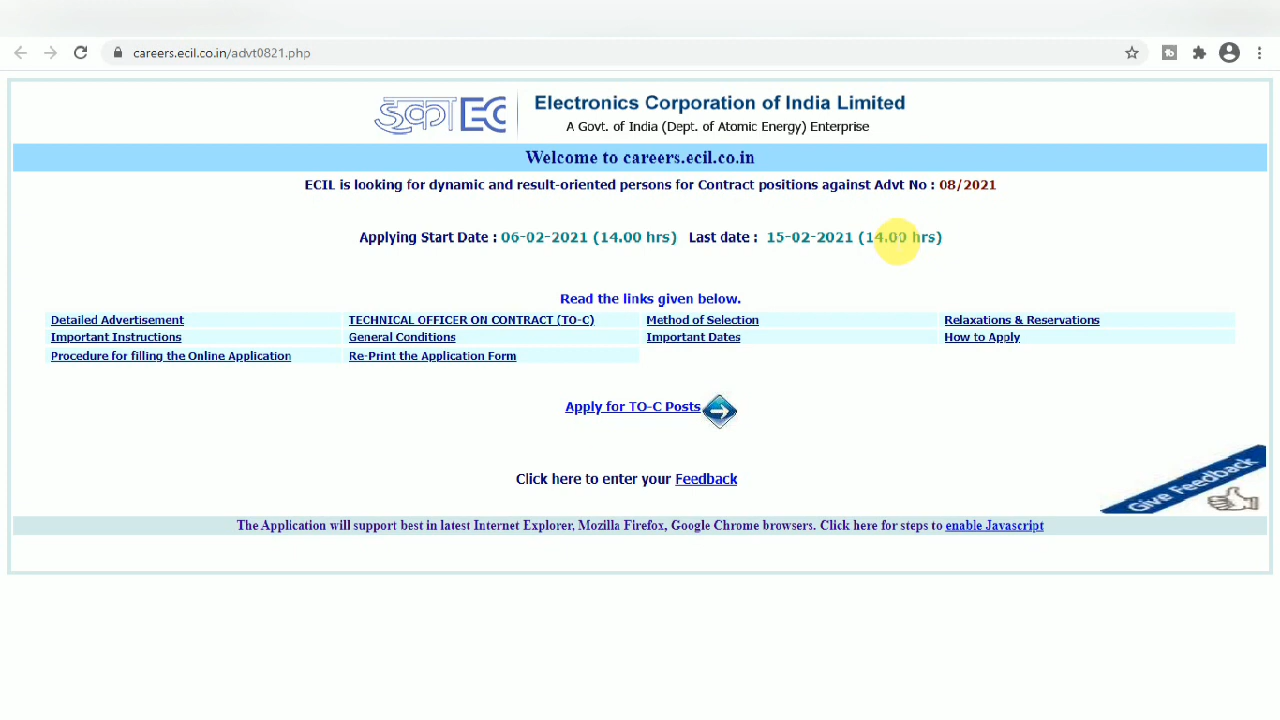 careers.ecil.co.in/advt0821.php
इका EC
Electronics Corporation of India Limited
A Govt. of India (Dept. of Atomic Energy) Enterprise
Welcome to careers.ecil.co.in
ECIL is looking for dynamic and result-oriented persons for Contract positions against Advt No : 08/2021
Applying Start Date : 06-02-2021 (14.00 hrs) Last date : 15-02-2021 (14.00 hrs)
Read the links given below.
Detailed Advertisement TECHNICAL OFFICER ON CONTRACT (TO-C) Method of Selection Relaxations & Reservations
Important Instructions General Conditions Important Dates How to Apply
Procedure for filling the Online Application Re-Print the Application Form
Apply for TO-C Posts
Click here to enter your Feedback
Give Feedback
The Application will support best in latest Internet Explorer, Mozilla Firefox, Google Chrome browsers. Click here for steps to enable Javascript